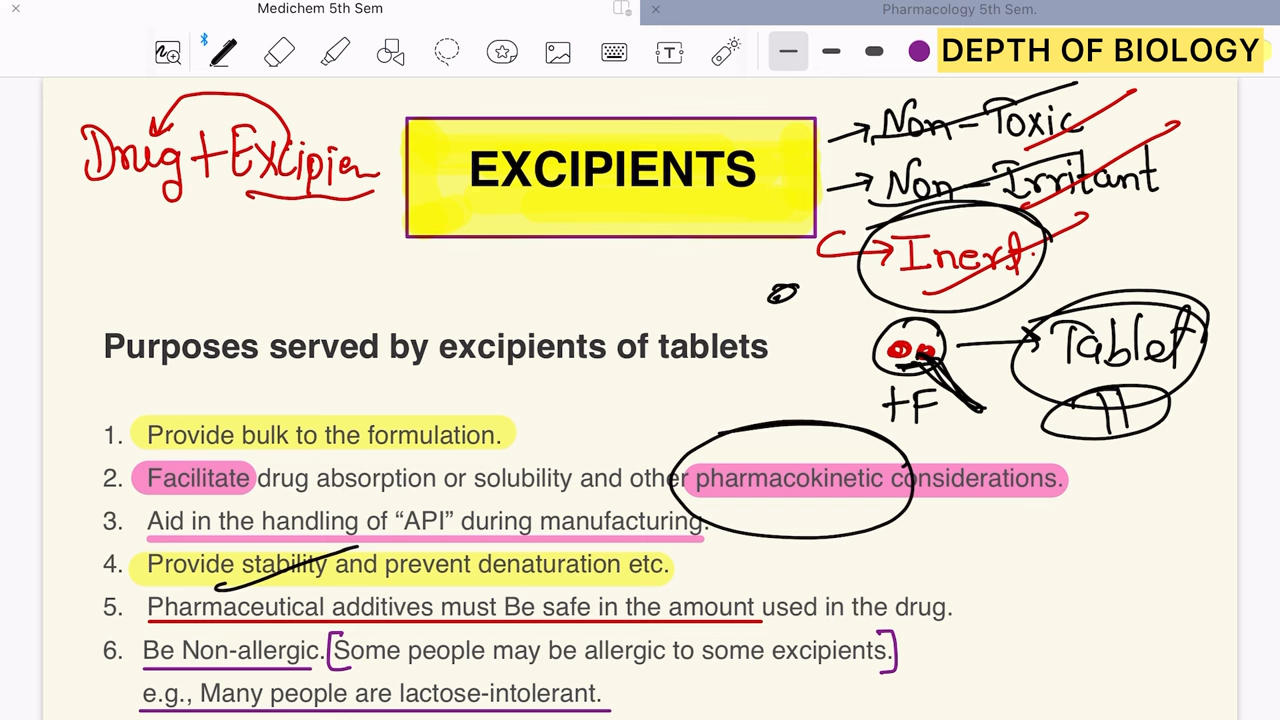 Medichem 5th Sem
Pharmacology 5th Sem.
DEPTH OF BIOLOGY
Drug + Excipien
EXCIPIENTS
→ Non-Toxic
→ Non-Irritant
→ Inert.
Purposes served by excipients of tablets
→ Tablet
+F
1. Provide bulk to the formulation.
2. Facilitate drug absorption or solubility and other pharmacokinetic considerations.
3. Aid in the handling of “API” during manufacturing.
4. Provide stability and prevent denaturation etc.
5. Pharmaceutical additives must Be safe in the amount used in the drug.
6. Be Non-allergic. [Some people may be allergic to some excipients.]
e.g., Many people are lactose-intolerant.